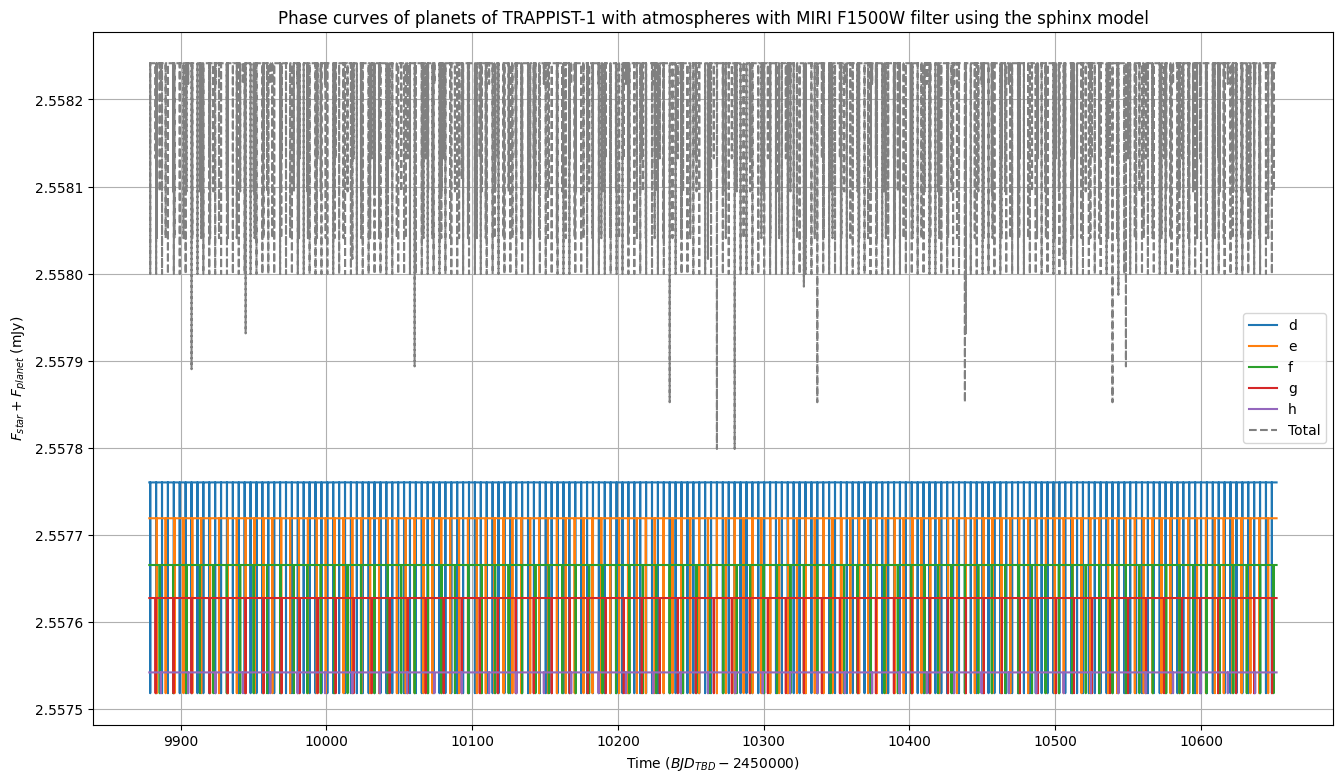 Phase curves of planets of TRAPPIST-1 with atmospheres with MIRI F1500W filter using the sphinx model
2.5582
2.5581
2.5580
2.5579
2.5578
2.5577
2.5576
2.5575
F_star + F_planet (mJy)
d
e
f
g
h
Total
9900
10000
10100
10200
10300
10400
10500
10600
Time (BJD_TBD − 2450000)